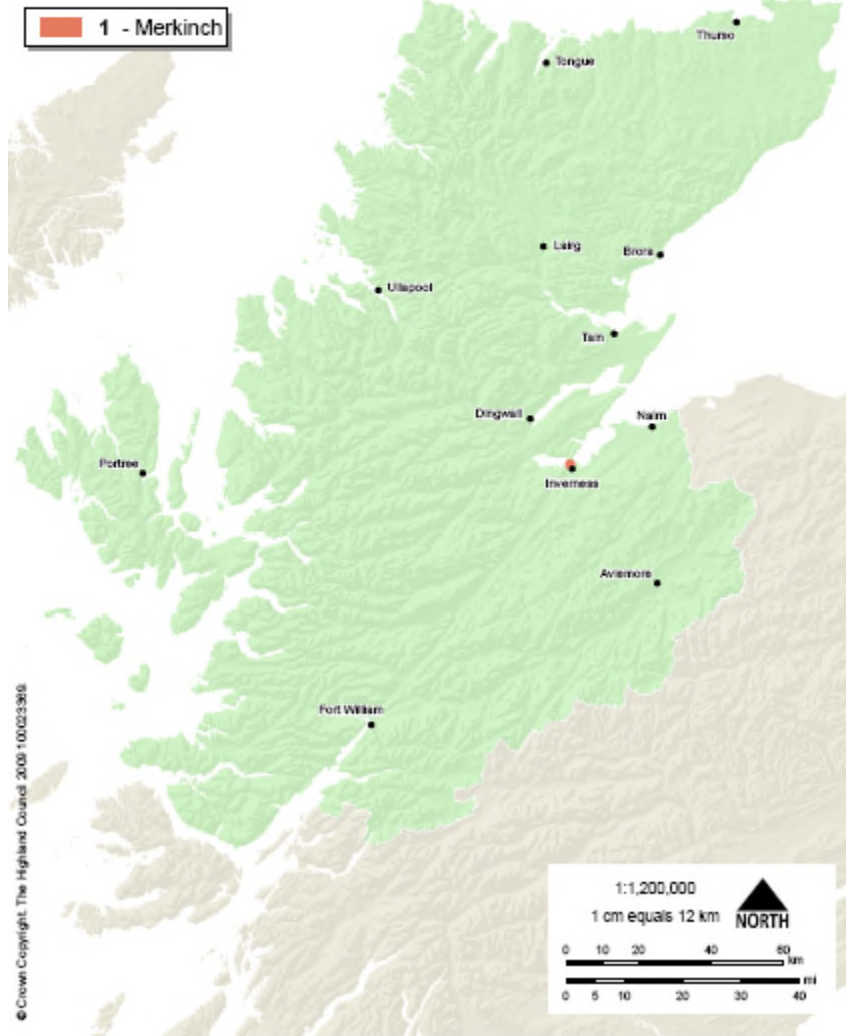 1 - Merkinch
Thurso
Tongue
Lairg
Brora
Ullapool
Tain
Dingwall
Nairn
Portree
Inverness
Aviemore
Fort William
© Crown Copyright. The Highland Council 2009 100023369.
1:1,200,000
1 cm equals 12 km
NORTH
0 10 20 40 60
km
mi
0 5 10 20 30 40